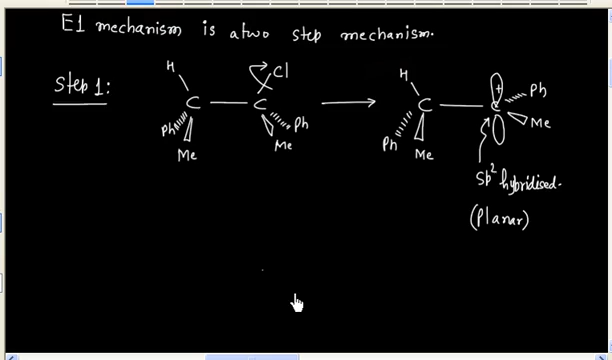 E1 mechanism is a two step mechanism.
Step 1:
H Cl
C C
Ph Me Me Ph
H
C C +
Ph Me Ph
Me
Sp² hybridised.
(Planar)